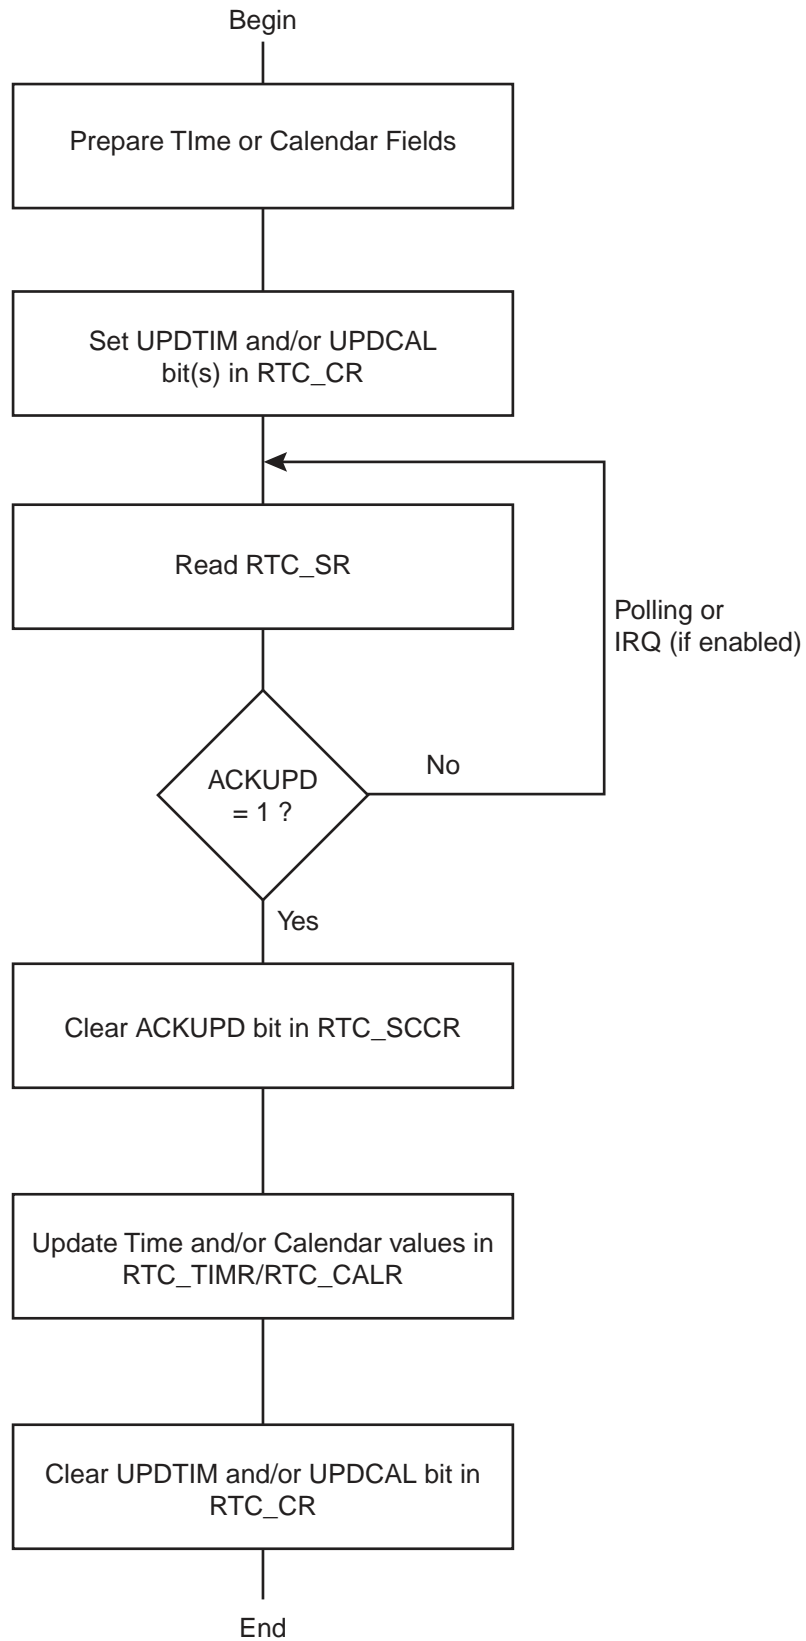 Begin
Prepare TIme or Calendar Fields
Set UPDTIM and/or UPDCAL
bit(s) in RTC_CR
Read RTC_SR
Polling or
IRQ (if enabled)
ACKUPD
= 1 ?
No
Yes
Clear ACKUPD bit in RTC_SCCR
Update Time and/or Calendar values in
RTC_TIMR/RTC_CALR
Clear UPDTIM and/or UPDCAL bit in
RTC_CR
End